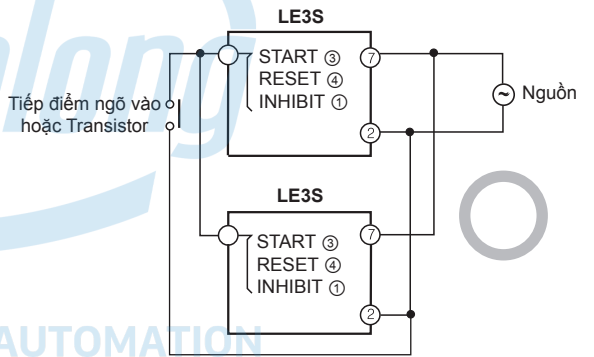 LE3S
START ③
RESET ④
INHIBIT ①
⑦
②
~
Nguồn
Tiếp điểm ngõ vào
hoặc Transistor
LE3S
START ③
RESET ④
INHIBIT ①
⑦
②
AUTOMATION